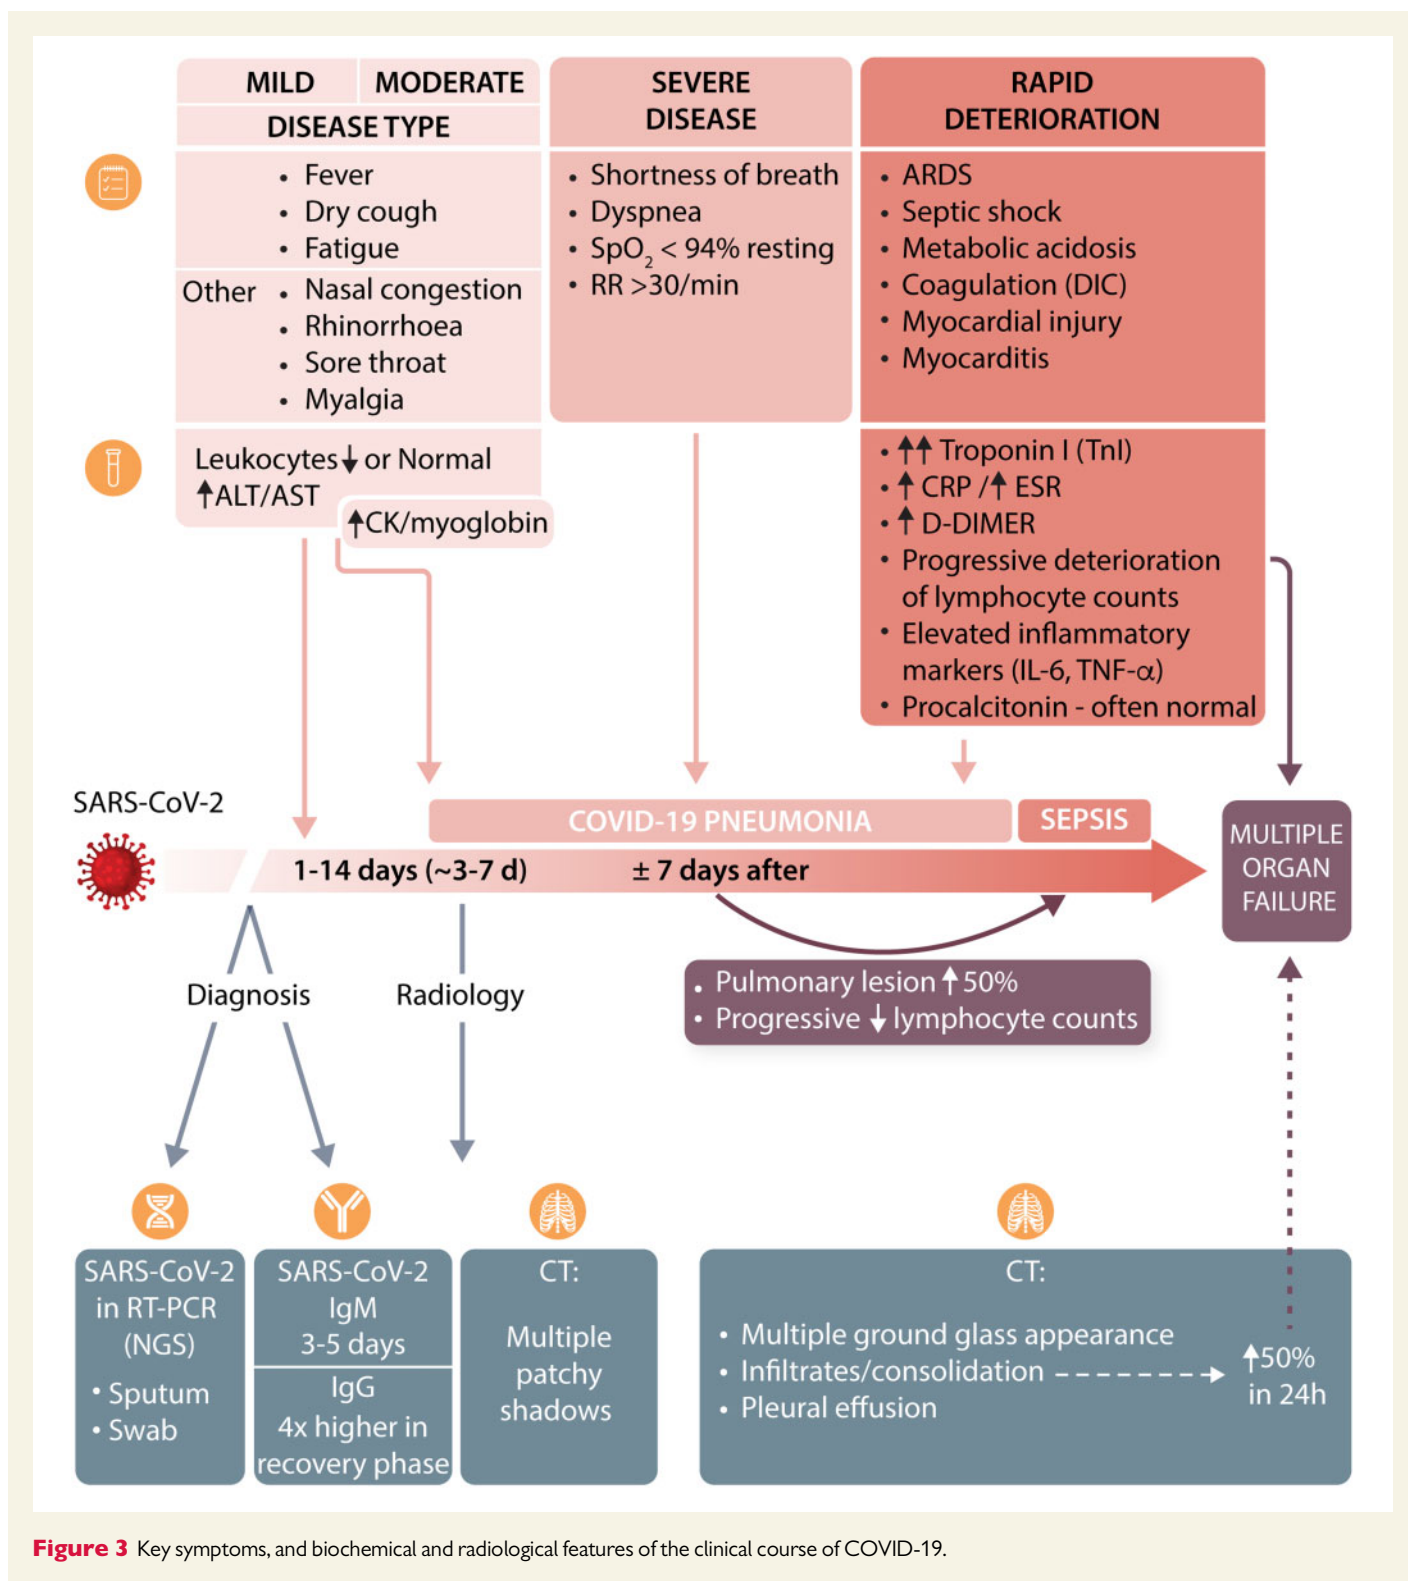 MILD
MODERATE
DISEASE TYPE
• Fever
• Dry cough
• Fatigue
Other
• Nasal congestion
• Rhinorrhoea
• Sore throat
• Myalgia
Leukocytes↓ or Normal
↑ALT/AST
↑CK/myoglobin
SEVERE
DISEASE
• Shortness of breath
• Dyspnea
• SpO₂ < 94% resting
• RR >30/min
RAPID
DETERIORATION
• ARDS
• Septic shock
• Metabolic acidosis
• Coagulation (DIC)
• Myocardial injury
• Myocarditis
• ↑↑ Troponin I (TnI)
• ↑ CRP /↑ ESR
• ↑ D-DIMER
• Progressive deterioration
of lymphocyte counts
• Elevated inflammatory
markers (IL-6, TNF-α)
• Procalcitonin - often normal
SARS-CoV-2
COVID-19 PNEUMONIA
SEPSIS
1-14 days (~3-7 d)
± 7 days after
MULTIPLE
ORGAN
FAILURE
• Pulmonary lesion ↑50%
• Progressive ↓ lymphocyte counts
Diagnosis
Radiology
SARS-CoV-2
in RT-PCR
(NGS)
• Sputum
• Swab
SARS-CoV-2
IgM
3-5 days
IgG
4x higher in
recovery phase
CT:
Multiple
patchy
shadows
CT:
• Multiple ground glass appearance
• Infiltrates/consolidation
• Pleural effusion
↑50%
in 24h
Figure 3 Key symptoms, and biochemical and radiological features of the clinical course of COVID-19.